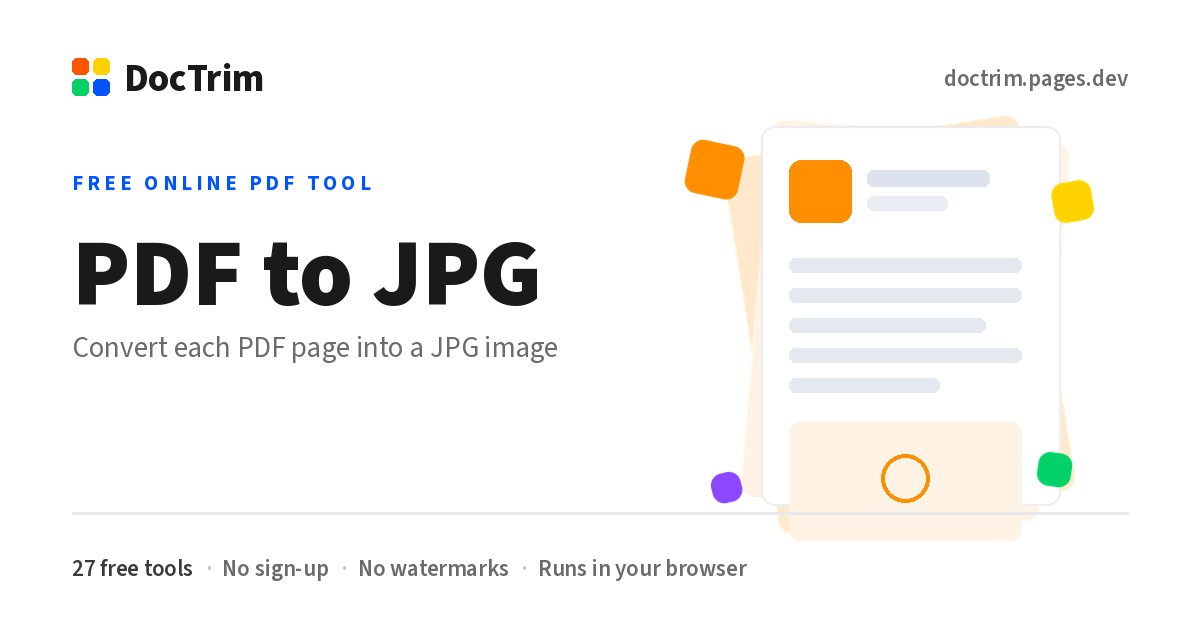 DocTrim
doctrim.pages.dev
FREE ONLINE PDF TOOL
PDF to JPG
Convert each PDF page into a JPG image
27 free tools · No sign-up · No watermarks · Runs in your browser